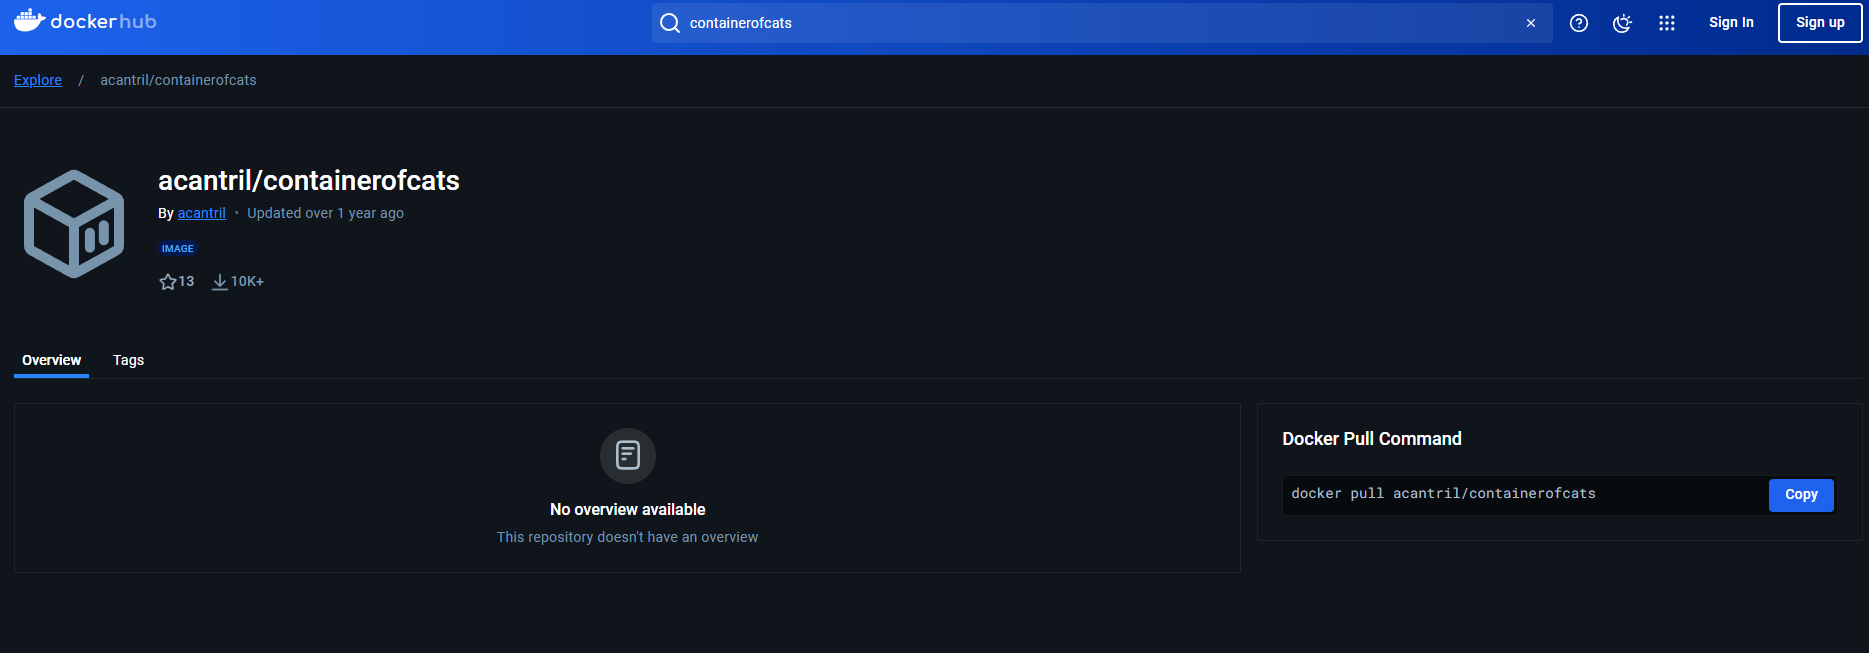 dockerhub
containerofcats
Sign In
Sign up
Explore / acantril/containerofcats
acantril/containerofcats
By acantril • Updated over 1 year ago
IMAGE
13 10K+
Overview Tags
No overview available
This repository doesn't have an overview
Docker Pull Command
docker pull acantril/containerofcats
Copy